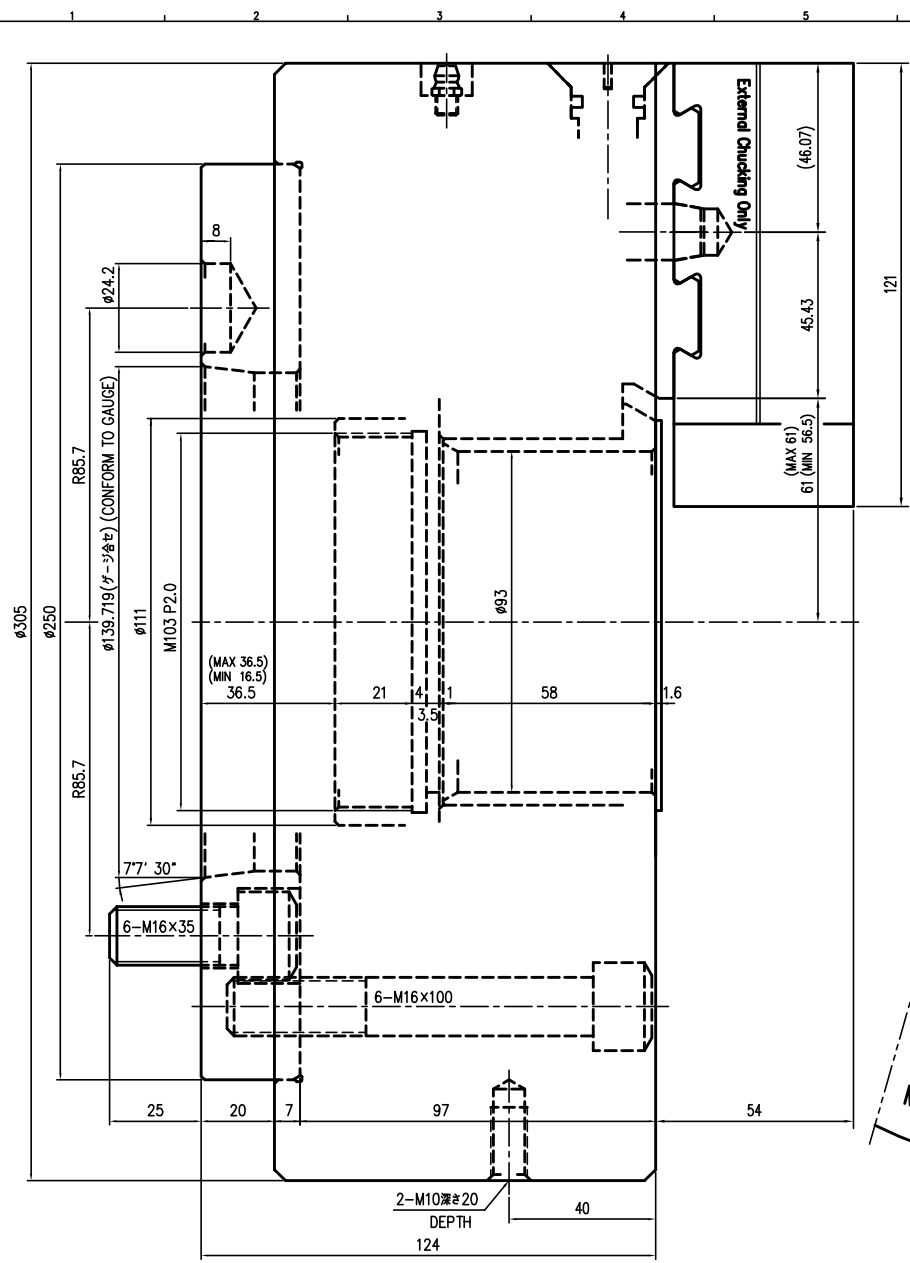 1 2 3 4 5
External Chucking Only
(46.07)
121
45.43
(MAX 61)
61 (MIN 56.5)
8
ø24.2
R85.7
ø139.719(ゲージ合セ) (CONFORM TO GAUGE)
ø111
M103 P2.0
ø93
ø305
ø250
(MAX 36.5)
(MIN 16.5)
36.5
21
4
3.5
1
58
1.6
R85.7
7°7' 30"
6-M16×35
6-M16×100
25
20
7
97
54
2-M10深さ20
DEPTH
40
124